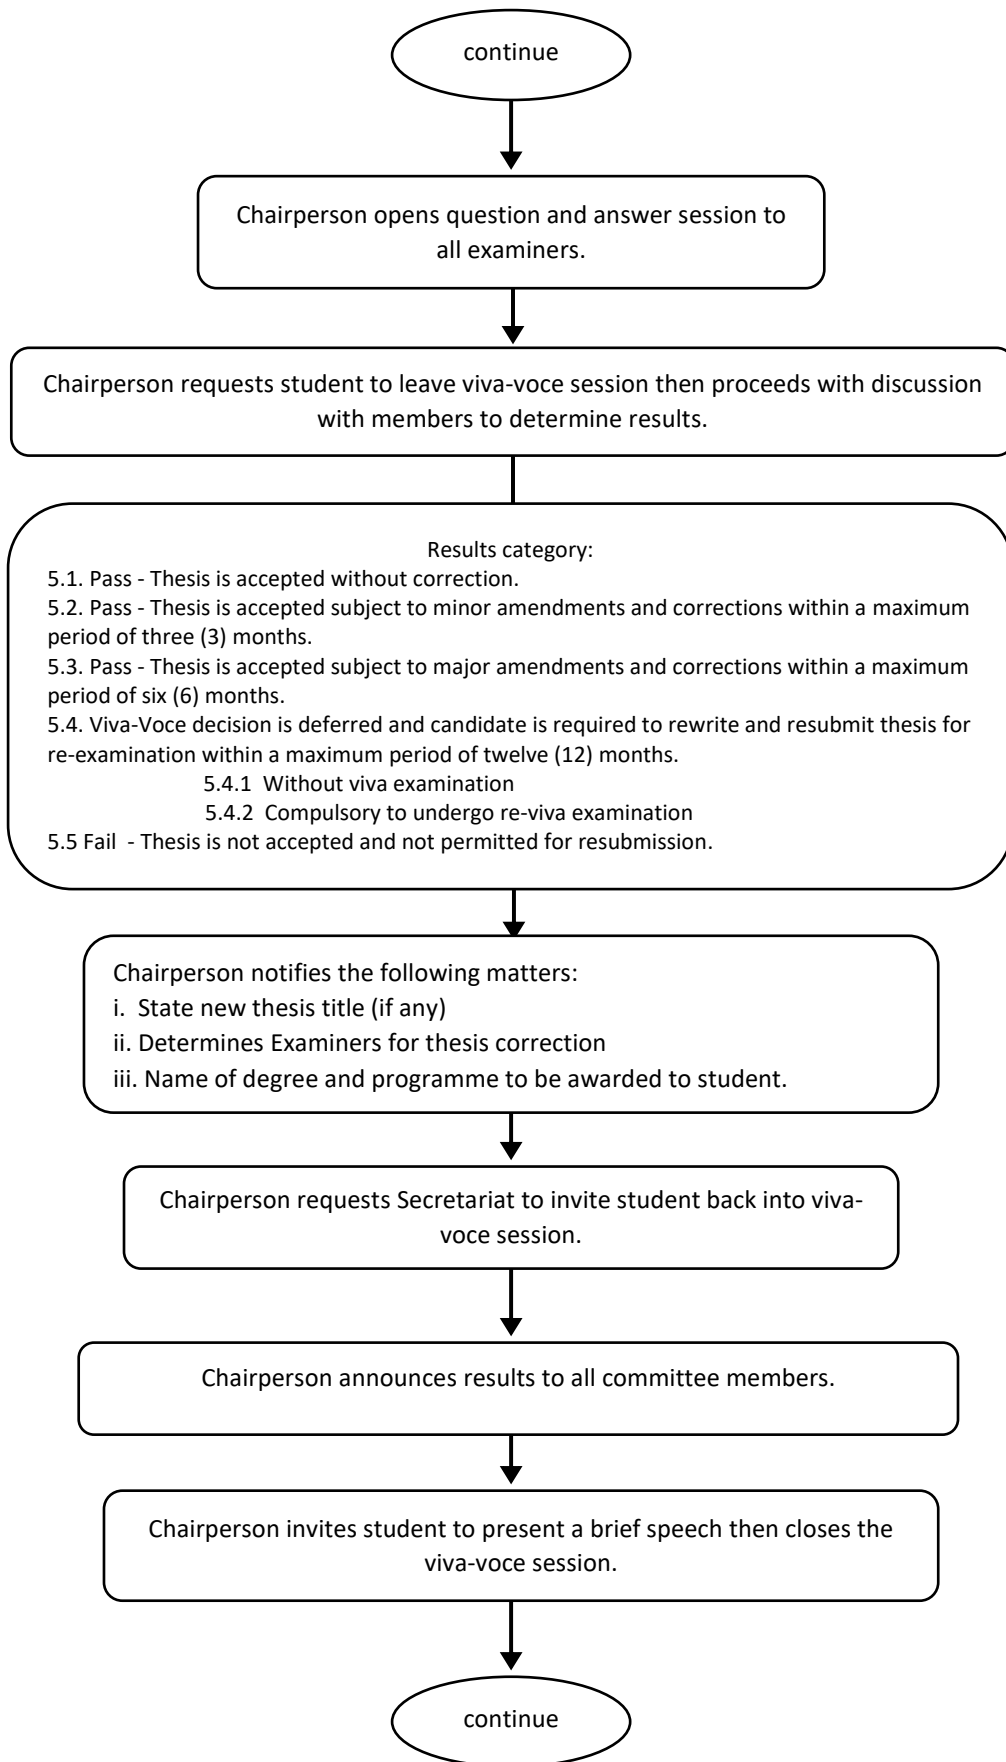 continue
Chairperson opens question and answer session to
all examiners.
Chairperson requests student to leave viva-voce session then proceeds with discussion
with members to determine results.
Results category:
5.1. Pass - Thesis is accepted without correction.
5.2. Pass - Thesis is accepted subject to minor amendments and corrections within a maximum
period of three (3) months.
5.3. Pass - Thesis is accepted subject to major amendments and corrections within a maximum
period of six (6) months.
5.4. Viva-Voce decision is deferred and candidate is required to rewrite and resubmit thesis for
re-examination within a maximum period of twelve (12) months.
5.4.1 Without viva examination
5.4.2 Compulsory to undergo re-viva examination
5.5 Fail - Thesis is not accepted and not permitted for resubmission.
Chairperson notifies the following matters:
i. State new thesis title (if any)
ii. Determines Examiners for thesis correction
iii. Name of degree and programme to be awarded to student.
Chairperson requests Secretariat to invite student back into viva-
voce session.
Chairperson announces results to all committee members.
Chairperson invites student to present a brief speech then closes the
viva-voce session.
continue